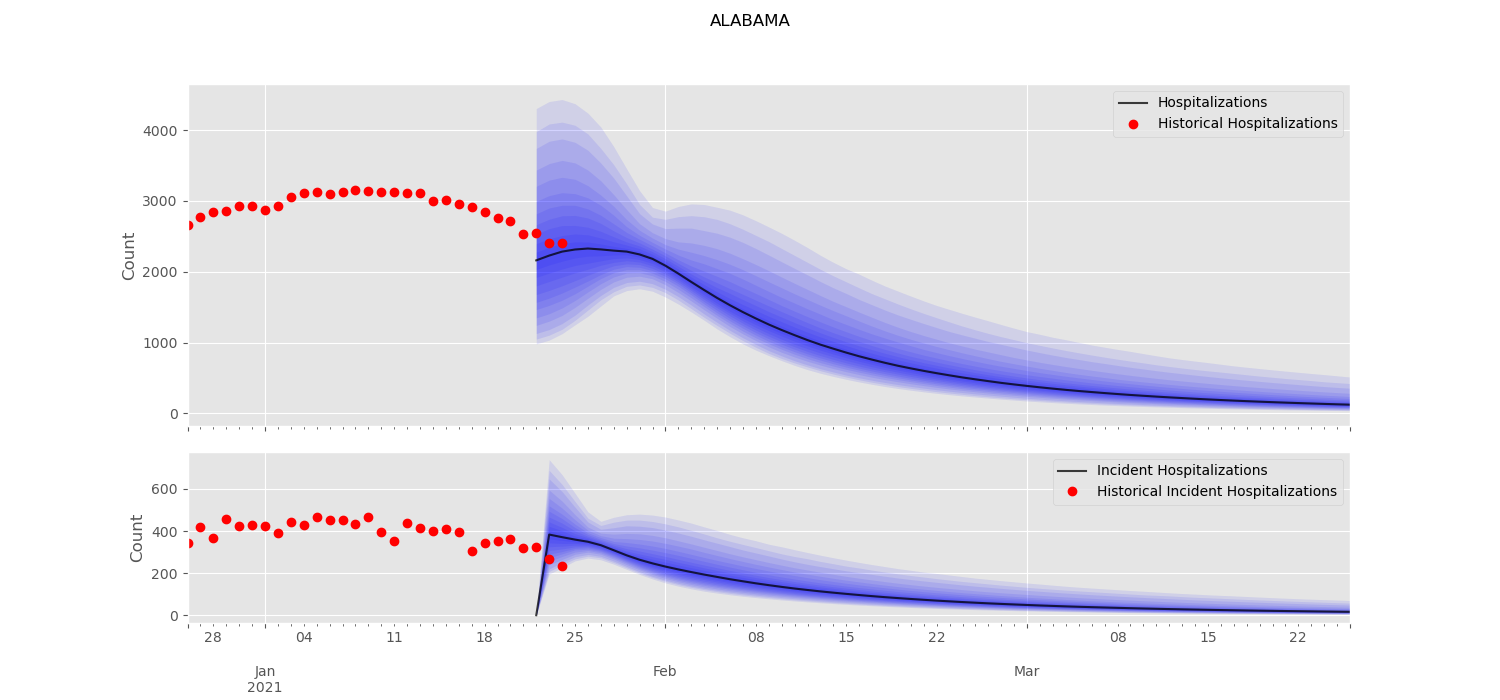 ALABAMA
Hospitalizations
Historical Hospitalizations
Count
4000
3000
2000
1000
0
Incident Hospitalizations
Historical Incident Hospitalizations
Count
600
400
200
0
28 04 11 18 25 08 15 22 08 15 22
Jan Feb Mar
2021